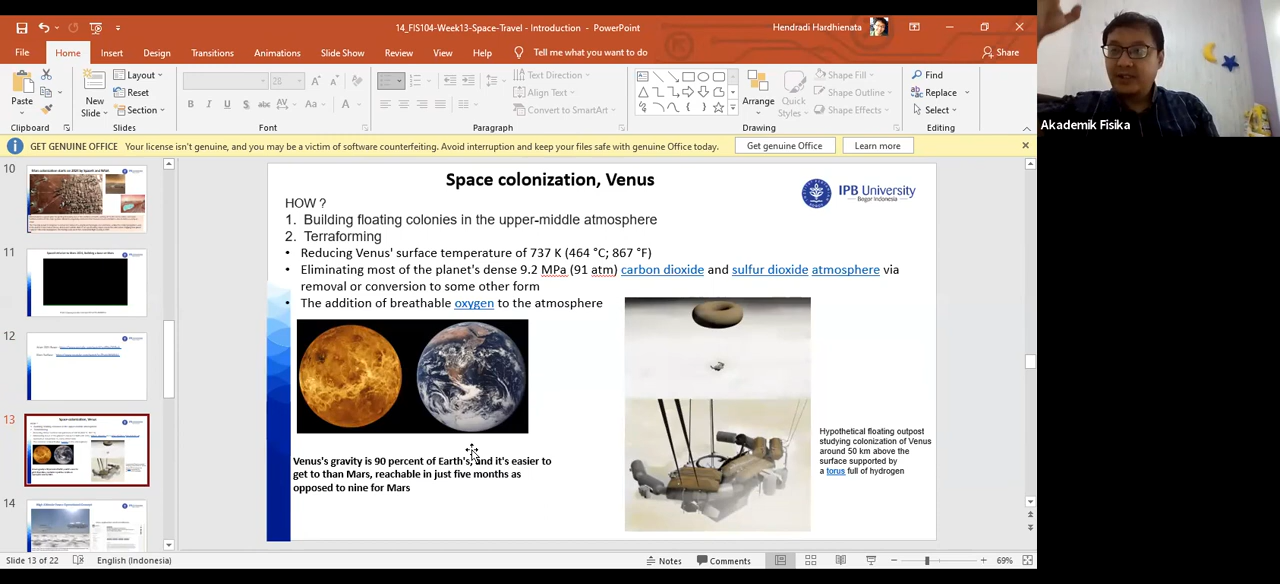 14_FIS104-Week13-Space-Travel - Introduction - PowerPoint
Hendradi Hardhienata
File Home Insert Design Transitions Animations Slide Show Review View Help Tell me what you want to do Share
Paste
Clipboard
New Slide
Layout
Reset
Section
Slides
28
Font
Paragraph
Text Direction
Align Text
Convert to SmartArt
Arrange
Quick Styles
Shape Fill
Shape Outline
Shape Effects
Drawing
Find
Replace
Select
Editing
GET GENUINE OFFICE Your license isn't genuine, and you may be a victim of software counterfeiting. Avoid interruption and keep your files safe with genuine Office today. Get genuine Office Learn more
Akademik Fisika
10
11
12
13
14
Space colonization, Venus
IPB University
Bogor Indonesia
HOW ?
1. Building floating colonies in the upper-middle atmosphere
2. Terraforming
• Reducing Venus' surface temperature of 737 K (464 °C; 867 °F)
• Eliminating most of the planet's dense 9.2 MPa (91 atm) carbon dioxide and sulfur dioxide atmosphere via
removal or conversion to some other form
• The addition of breathable oxygen to the atmosphere
Venus's gravity is 90 percent of Earth's, and it's easier to
get to than Mars, reachable in just five months as
opposed to nine for Mars
Hypothetical floating outpost
studying colonization of Venus
around 50 km above the
surface supported by
a torus full of hydrogen
Slide 13 of 22 English (Indonesia) Notes Comments 69%